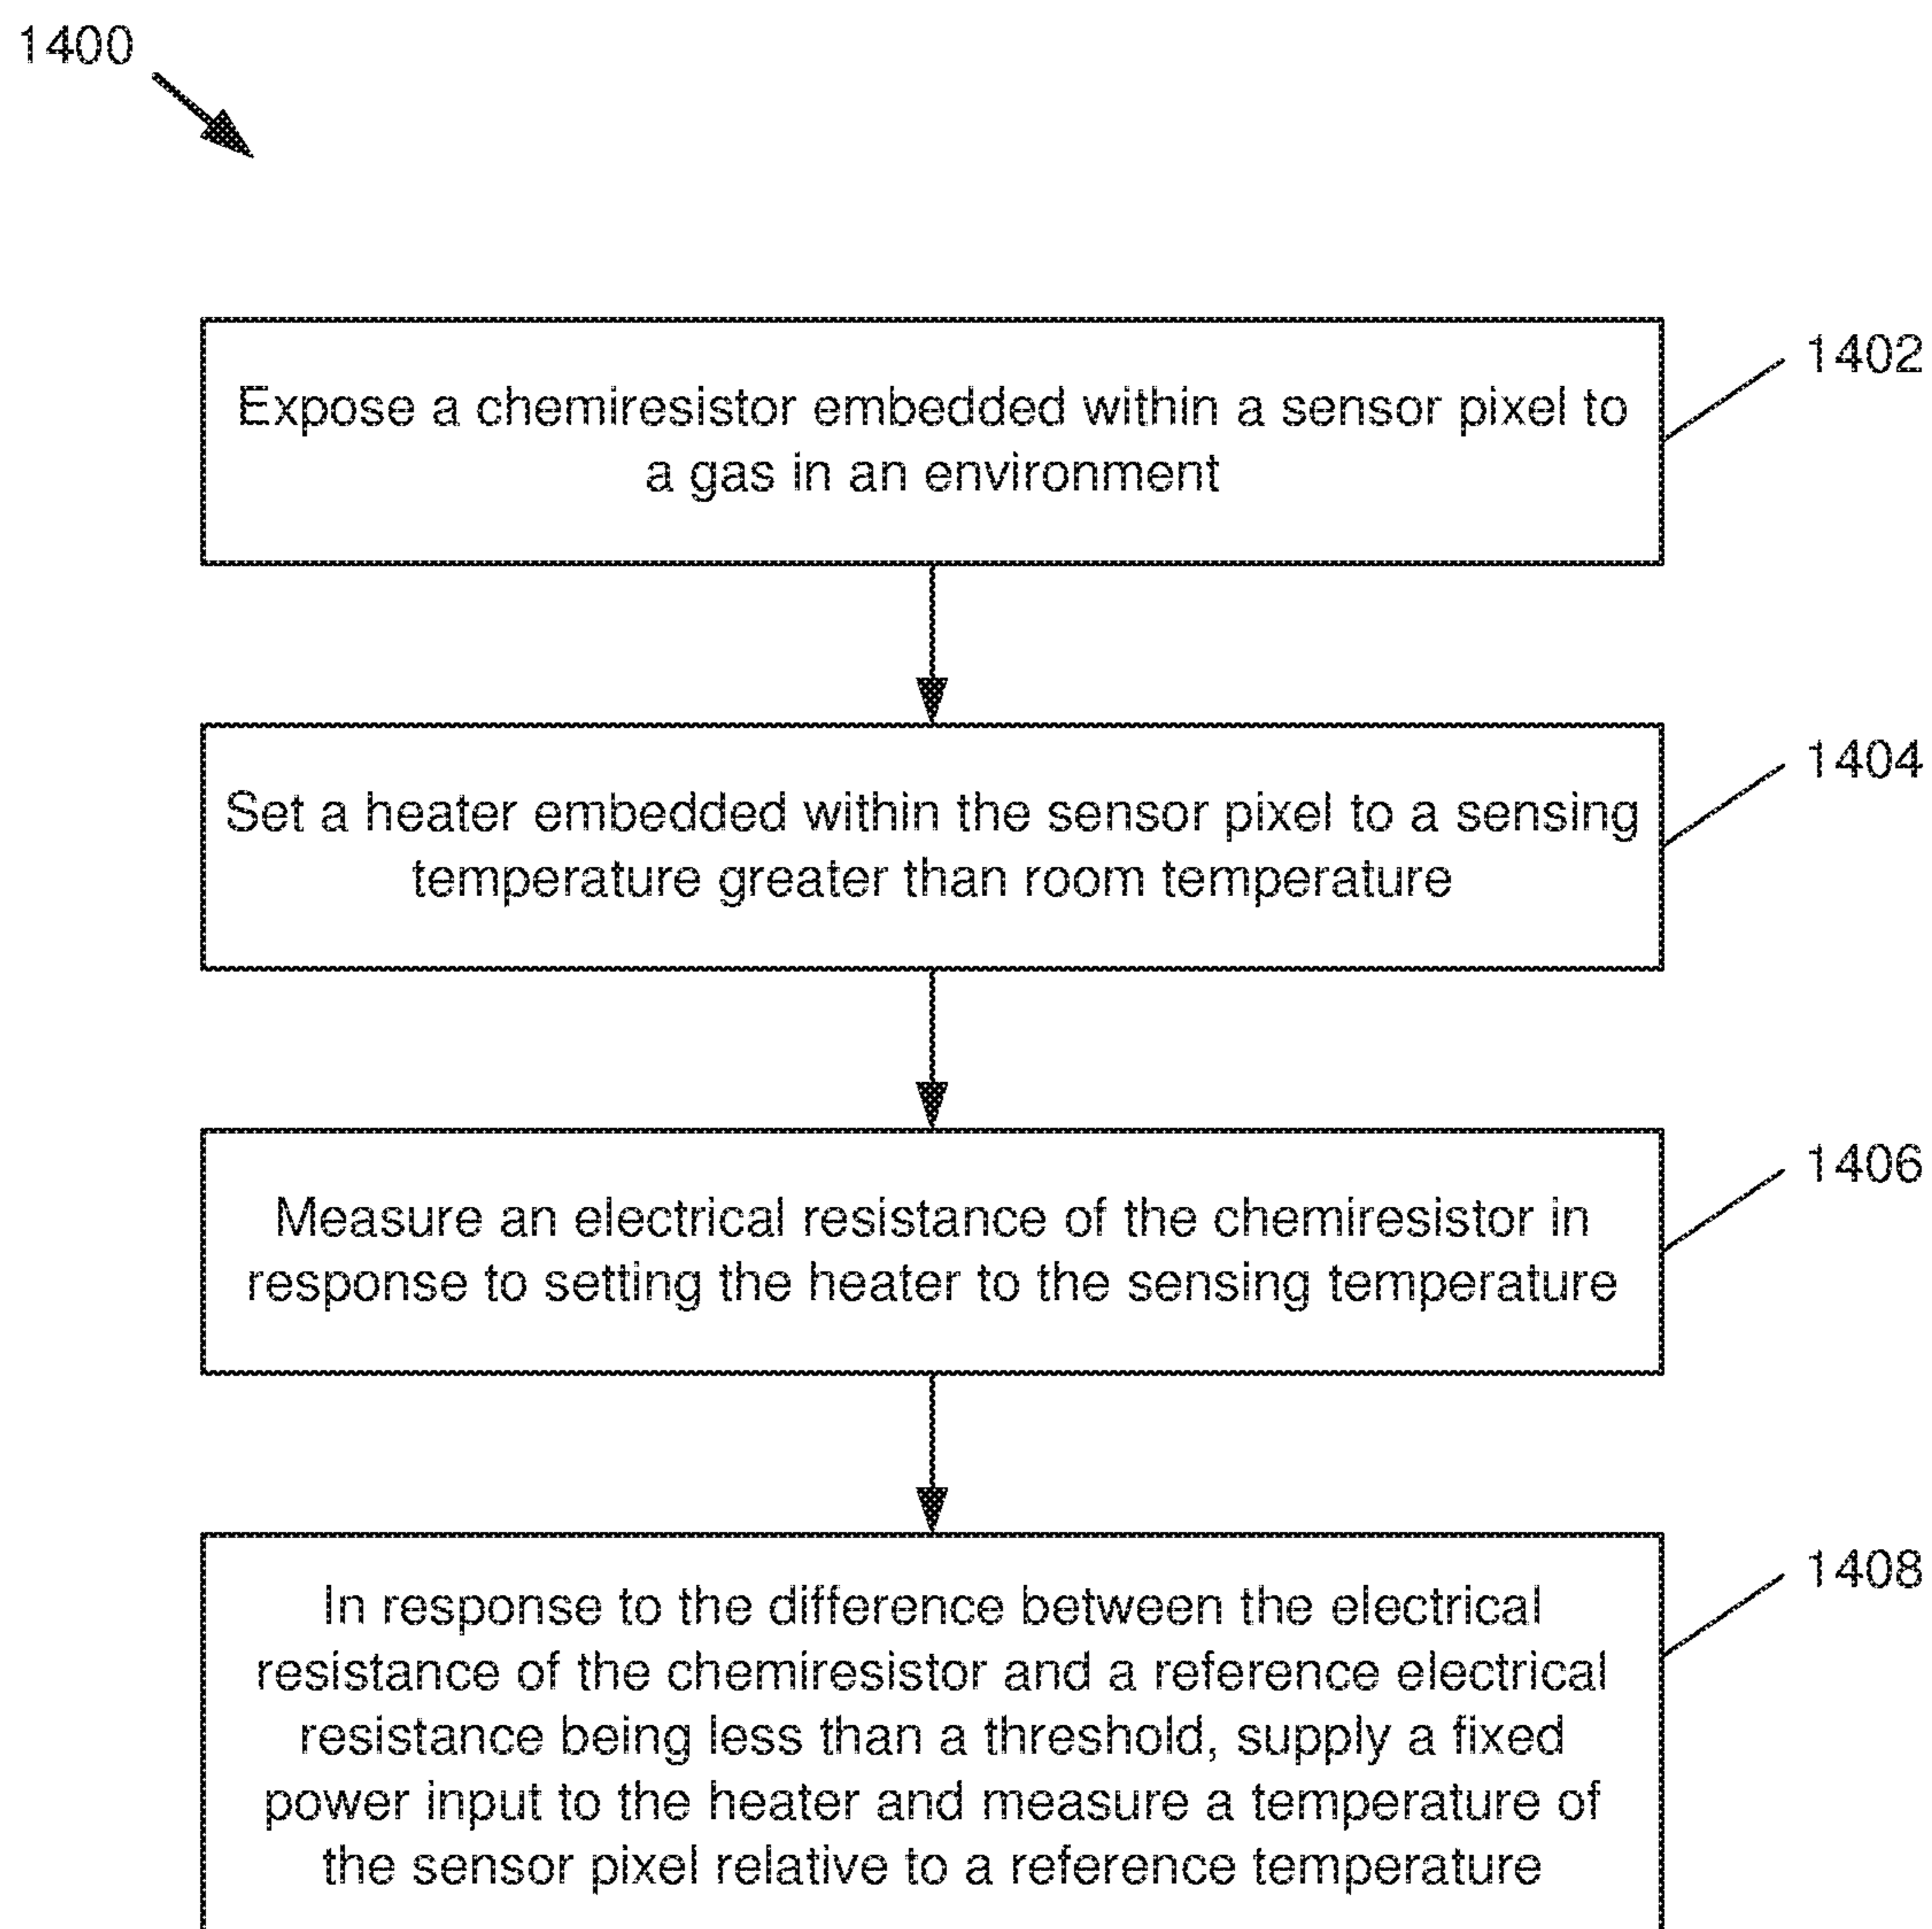 1400
Expose a chemiresistor embedded within a sensor pixel to
a gas in an environment
1402
Set a heater embedded within the sensor pixel to a sensing
temperature greater than room temperature
1404
Measure an electrical resistance of the chemiresistor in
response to setting the heater to the sensing temperature
1406
In response to the difference between the electrical
resistance of the chemiresistor and a reference electrical
resistance being less than a threshold, supply a fixed
power input to the heater and measure a temperature of
the sensor pixel relative to a reference temperature
1408